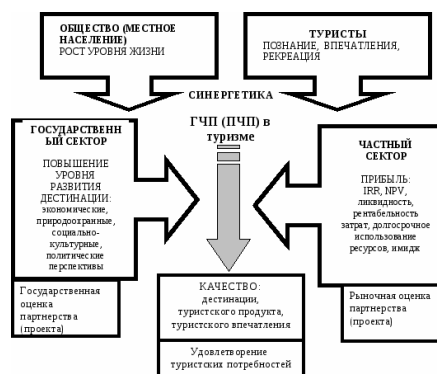 ОБЩЕСТВО (МЕСТНОЕ
НАСЕЛЕНИЕ)
РОСТ УРОВНЯ ЖИЗНИ
ТУРИСТЫ
ПОЗНАНИЕ, ВПЕЧАТЛЕНИЯ,
РЕКРЕАЦИЯ
СИНЕРГЕТИКА
ГЧП (ПЧП) в
туризме
ГОСУДАРСТВЕНН
ЫЙ СЕКТОР
ПОВЫШЕНИЕ
УРОВНЯ
РАЗВИТИЯ
ДЕСТИНАЦИИ:
экономические,
природоохранные,
социально-
культурные,
политические
перспективы
Государственная
оценка
партнерства
(проекта)
ЧАСТНЫЙ
СЕКТОР
ПРИБЫЛЬ:
IRR, NPV,
ликвидность,
рентабельность
затрат, долгосрочное
использование
ресурсов, имидж
Рыночная оценка
партнерства
(проекта)
КАЧЕСТВО:
дестинации,
туристского продукта,
туристского впечатления
Удовлетворение
туристских потребностей